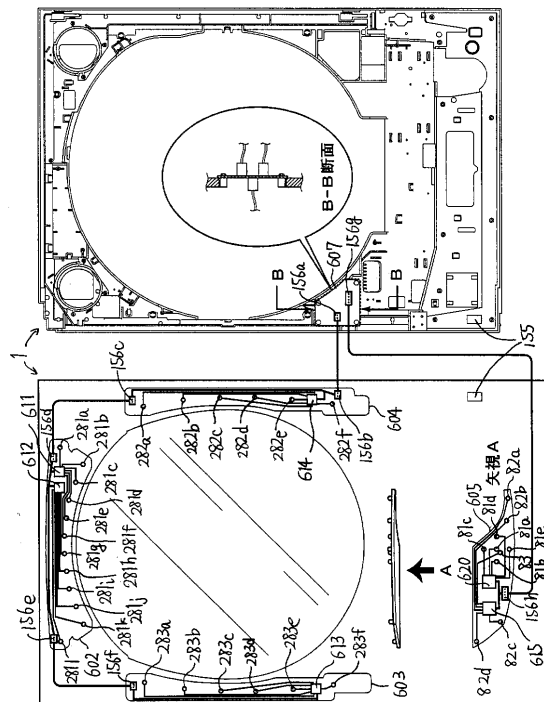 B-B断面
B
B
156a
607
156g
1
155
156c
604
282a
282b
282c
282d
282e
614
282f
156b
611
612
156d
281a
281b
281c
281d
281e
281f
281g
281h
281i
281j
281k
281l
602
156e
156f
283a
283b
283c
283d
283e
613
283f
603
A
矢視A
605
82a
81d
81c
81a
82b
620
83
81e
81b
156h
615
82c
82d